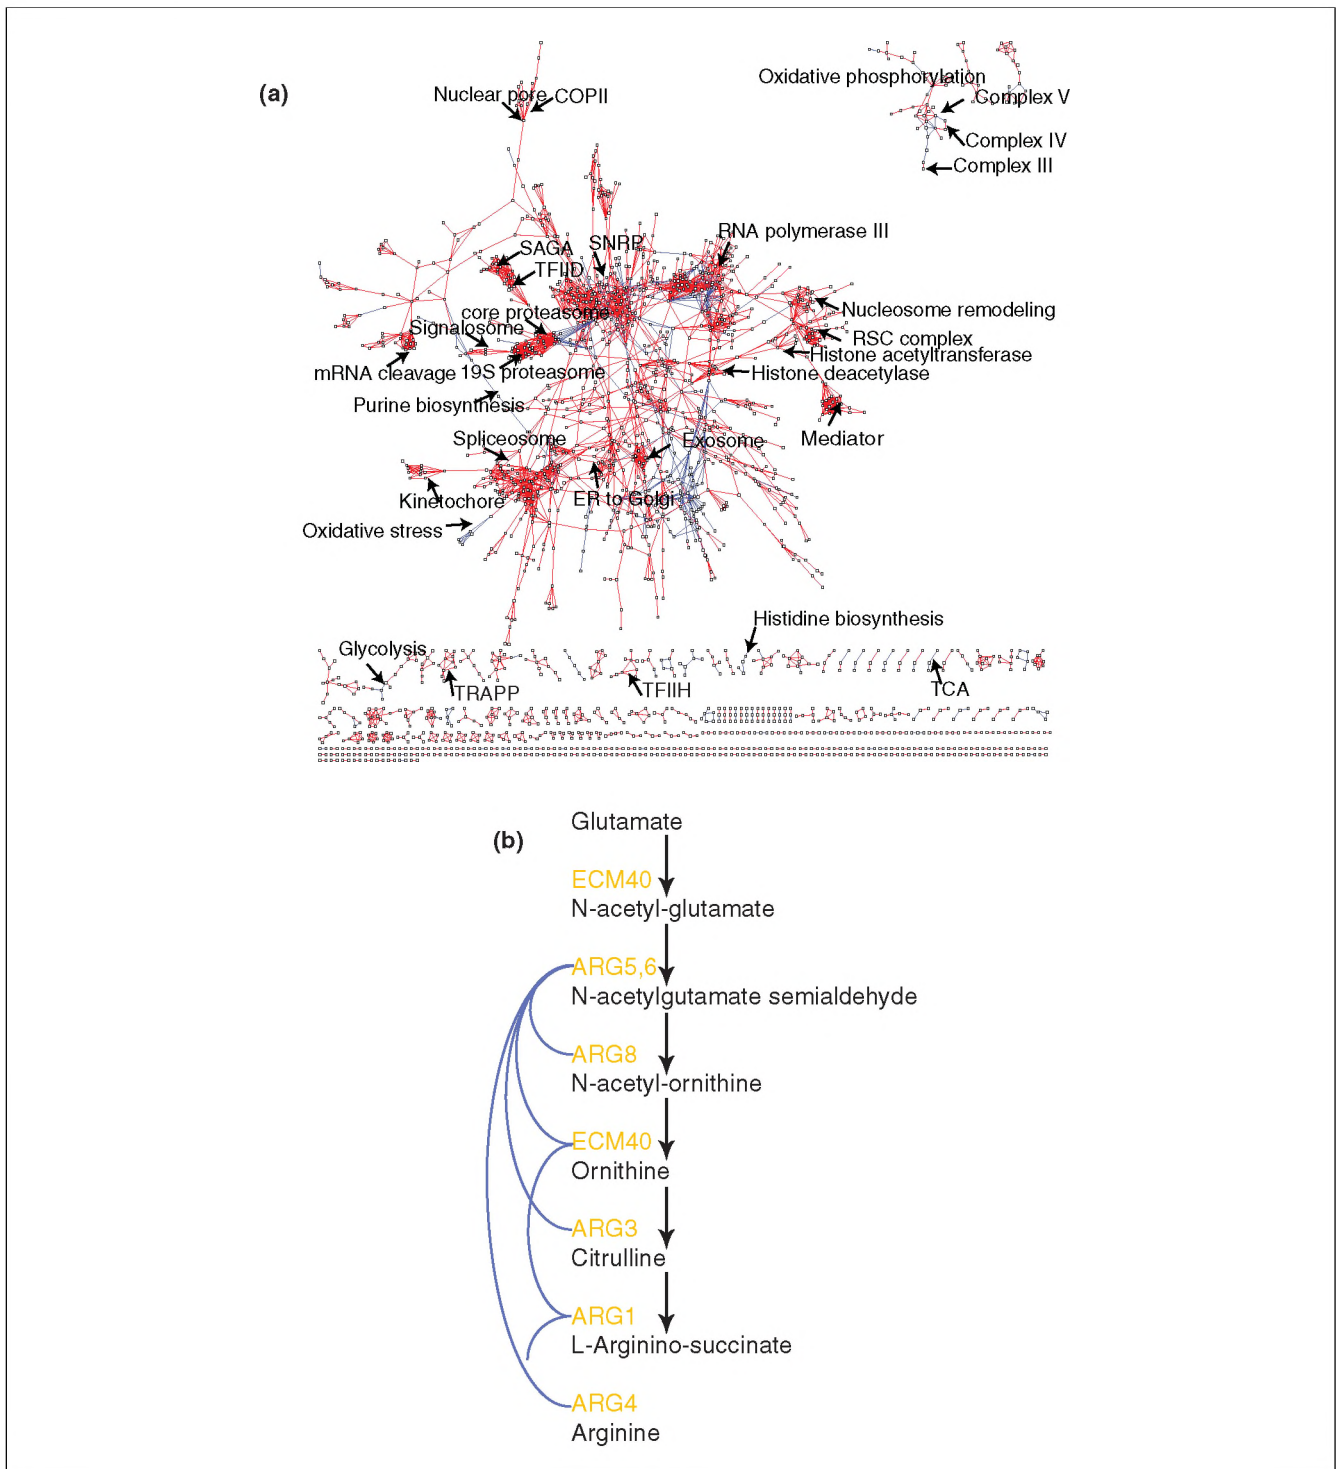 (a)
Nuclear pore
COPII
Oxidative phosphorylation
Complex V
Complex IV
Complex III
RNA polymerase III
SNRP
SAGA
TFIID
core proteasome
Signalosome
Nucleosome remodeling
RSC complex
Histone acetyltransferase
mRNA cleavage
19S proteasome
Histone deacetylase
Purine biosynthesis
Spliceosome
Exosome
Mediator
Kinetochore
ER to Golgi
Oxidative stress
Histidine biosynthesis
Glycolysis
TRAPP
TFIIH
TCA
(b)
Glutamate
ECM40
N-acetyl-glutamate
ARG5,6
N-acetylgutamate semialdehyde
ARG8
N-acetyl-ornithine
ECM40
Ornithine
ARG3
Citrulline
ARG1
L-Arginino-succinate
ARG4
Arginine